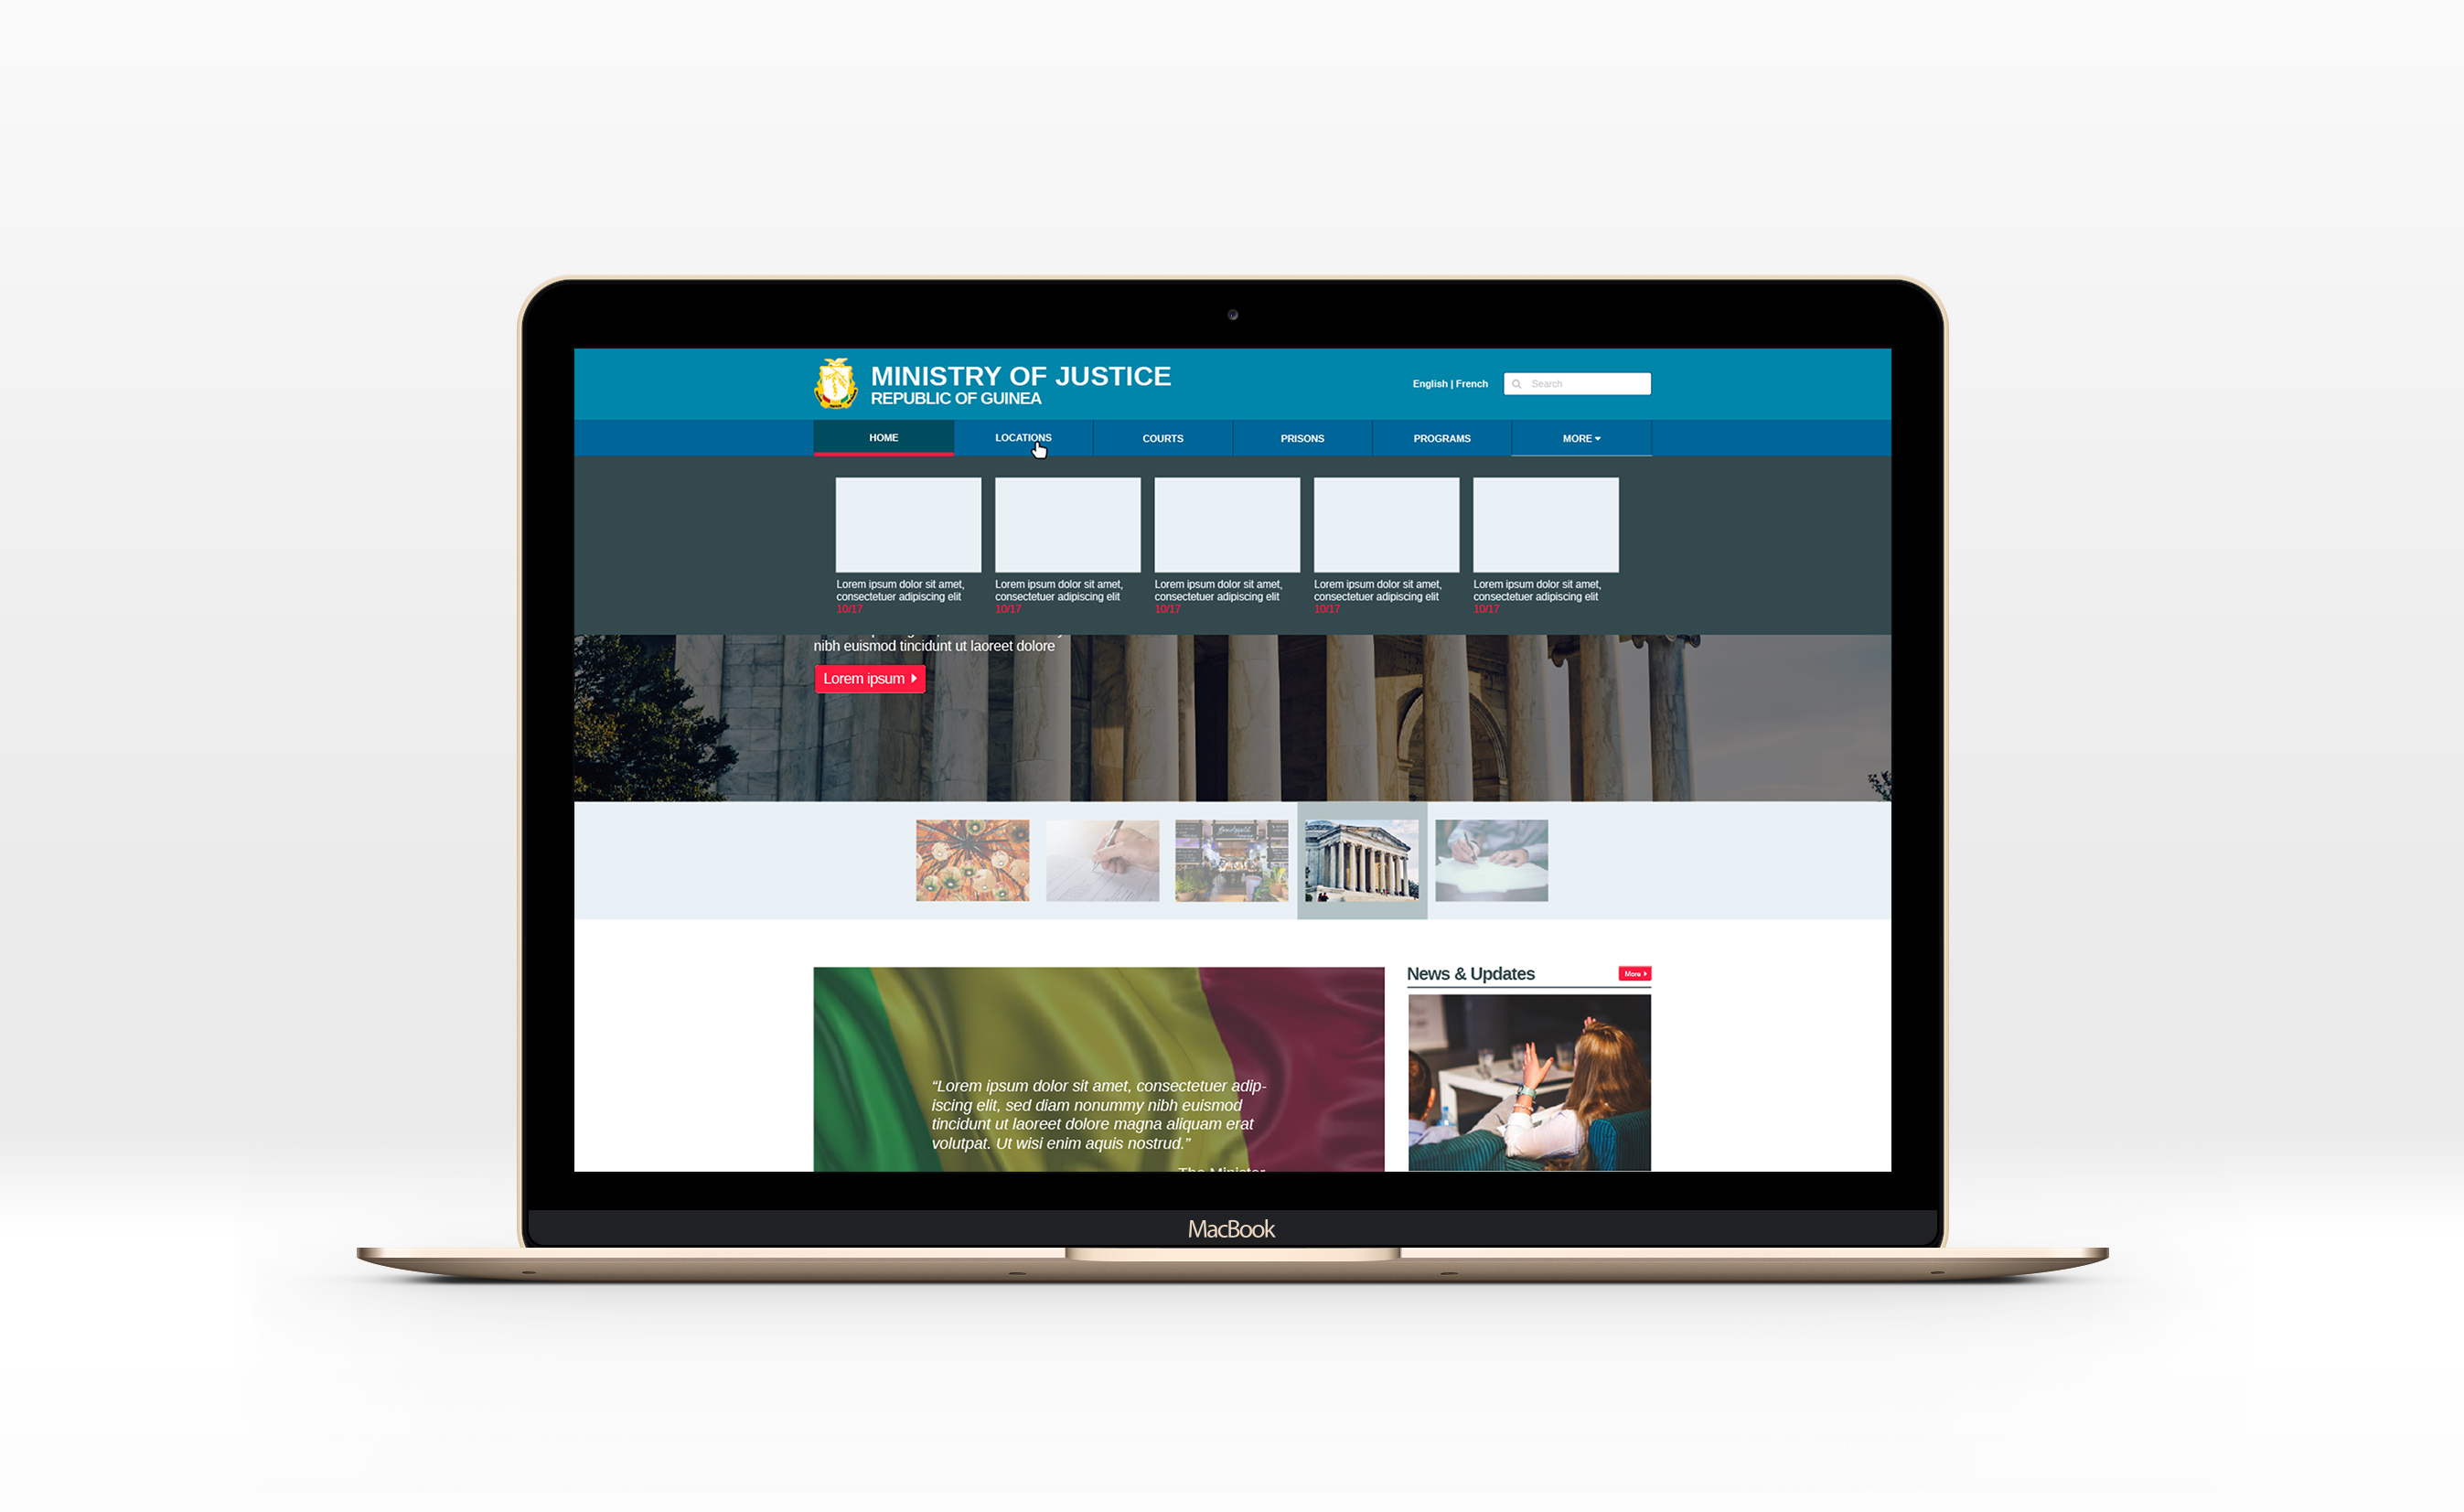 MINISTRY OF JUSTICE
REPUBLIC OF GUINEA
English | French
Search
HOME
LOCATIONS
COURTS
PRISONS
PROGRAMS
MORE
Lorem ipsum dolor sit amet,
consectetuer adipiscing elit
10/17
Lorem ipsum dolor sit amet,
consectetuer adipiscing elit
10/17
Lorem ipsum dolor sit amet,
consectetuer adipiscing elit
10/17
Lorem ipsum dolor sit amet,
consectetuer adipiscing elit
10/17
Lorem ipsum dolor sit amet,
consectetuer adipiscing elit
10/17
nibh euismod tincidunt ut laoreet dolore
Lorem ipsum
News & Updates
More
“Lorem ipsum dolor sit amet, consectetuer adip-
iscing elit, sed diam nonummy nibh euismod
tincidunt ut laoreet dolore magna aliquam erat
volutpat. Ut wisi enim aquis nostrud.”
The Minister
MacBook